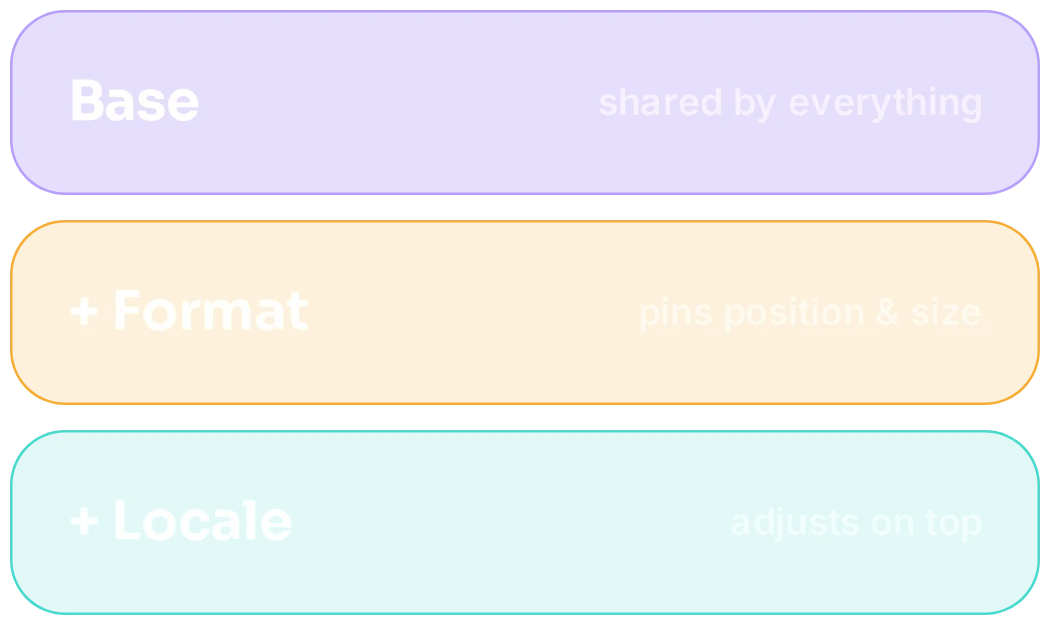 Base shared by everything
+ Format pins position & size
+ Locale adjusts on top